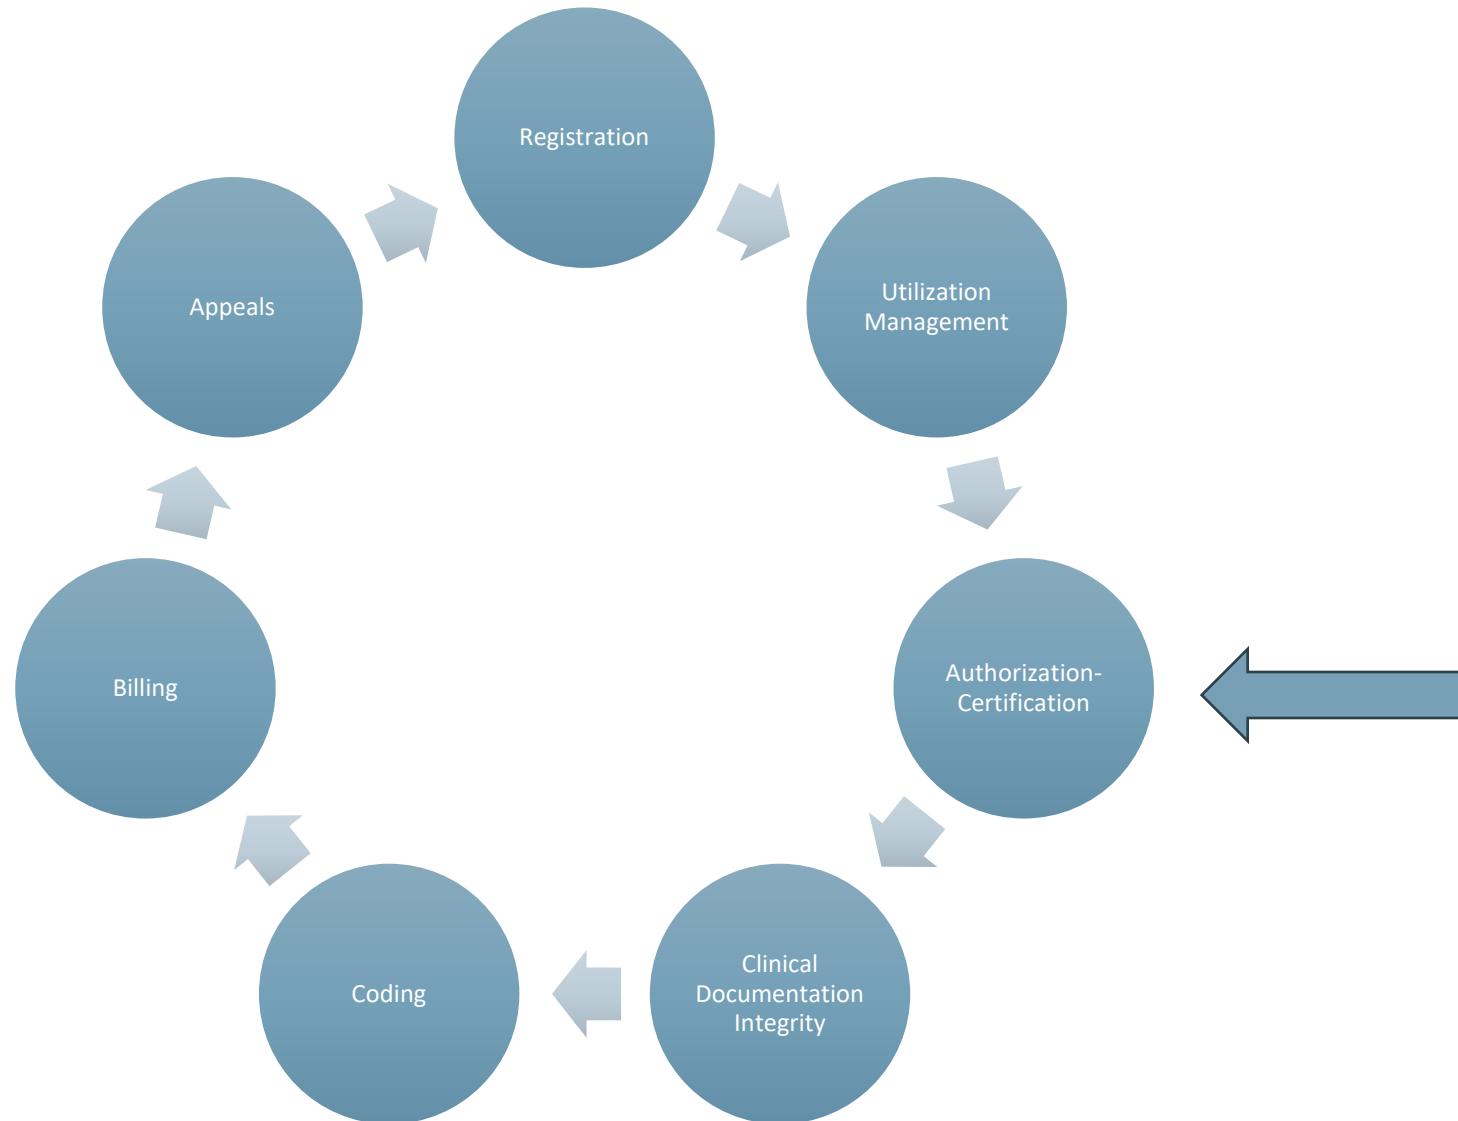 Registration
Utilization
Management
Authorization-
Certification
Clinical
Documentation
Integrity
Coding
Billing
Appeals